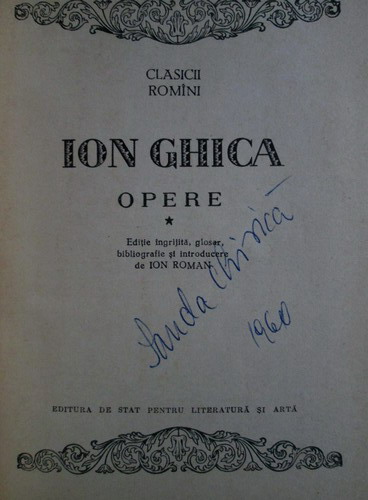 CLASICII
ROMÎNI
ION GHICA
OPERE
★
Ediție îngrijită, glosar,
bibliografie și introducere
de ION ROMAN
Sanda Chirică
1960
EDITURA DE STAT PENTRU LITERATURĂ ȘI ARTĂ